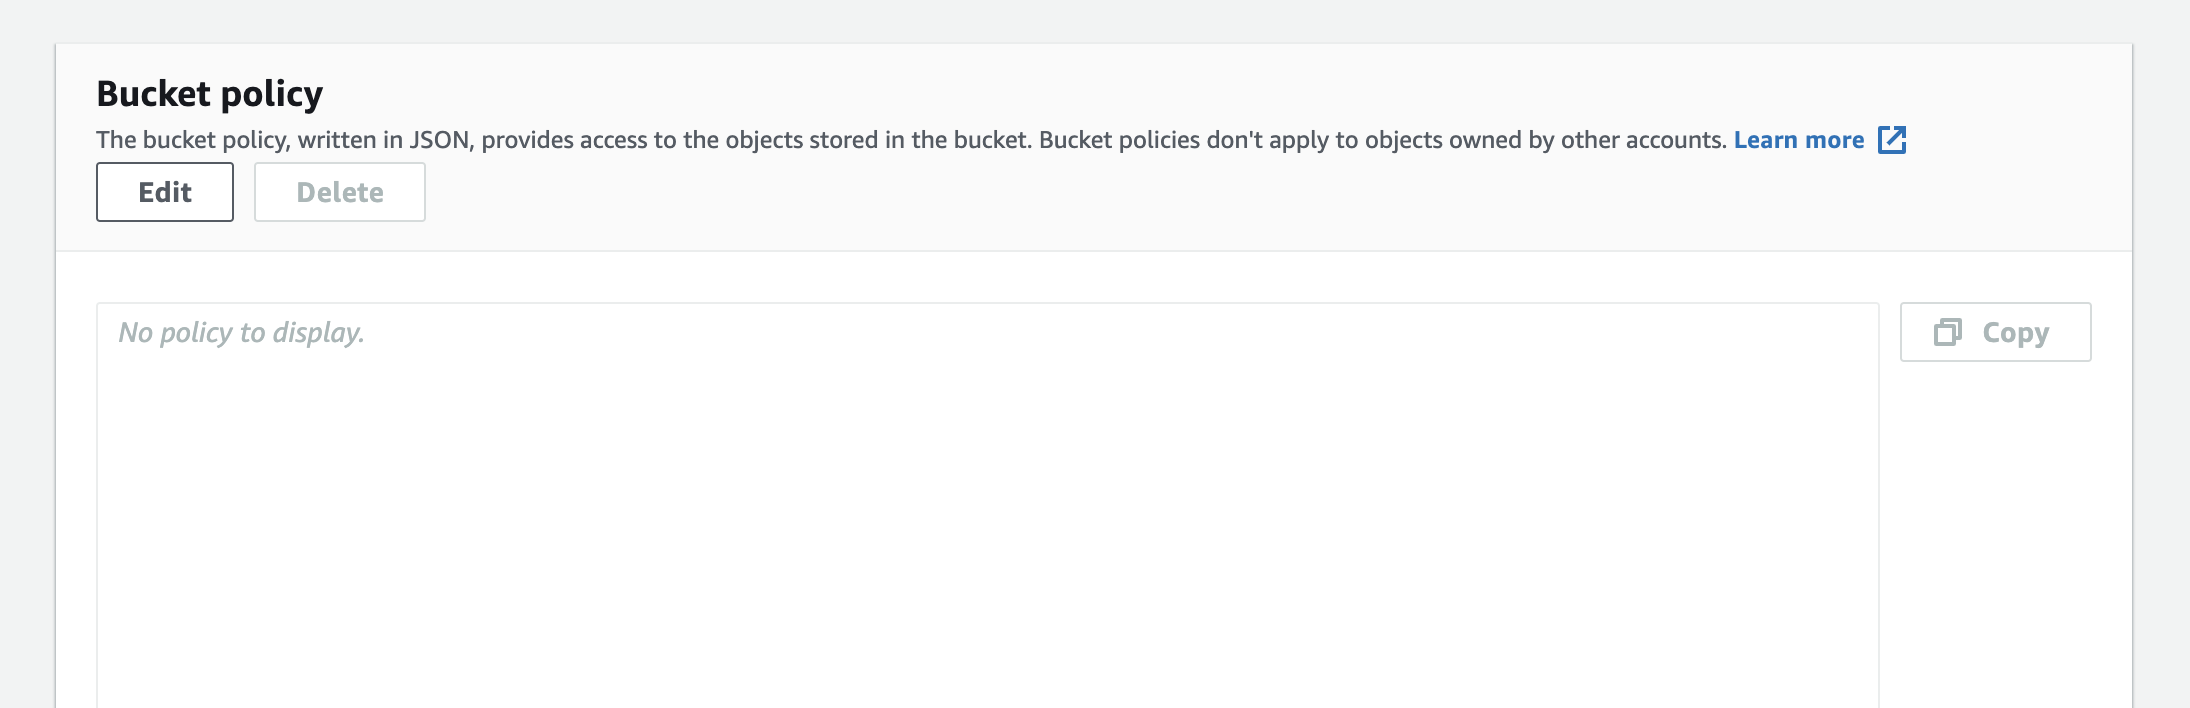 Bucket policy
The bucket policy, written in JSON, provides access to the objects stored in the bucket. Bucket policies don't apply to objects owned by other accounts. Learn more
Edit
Delete
No policy to display.
Copy